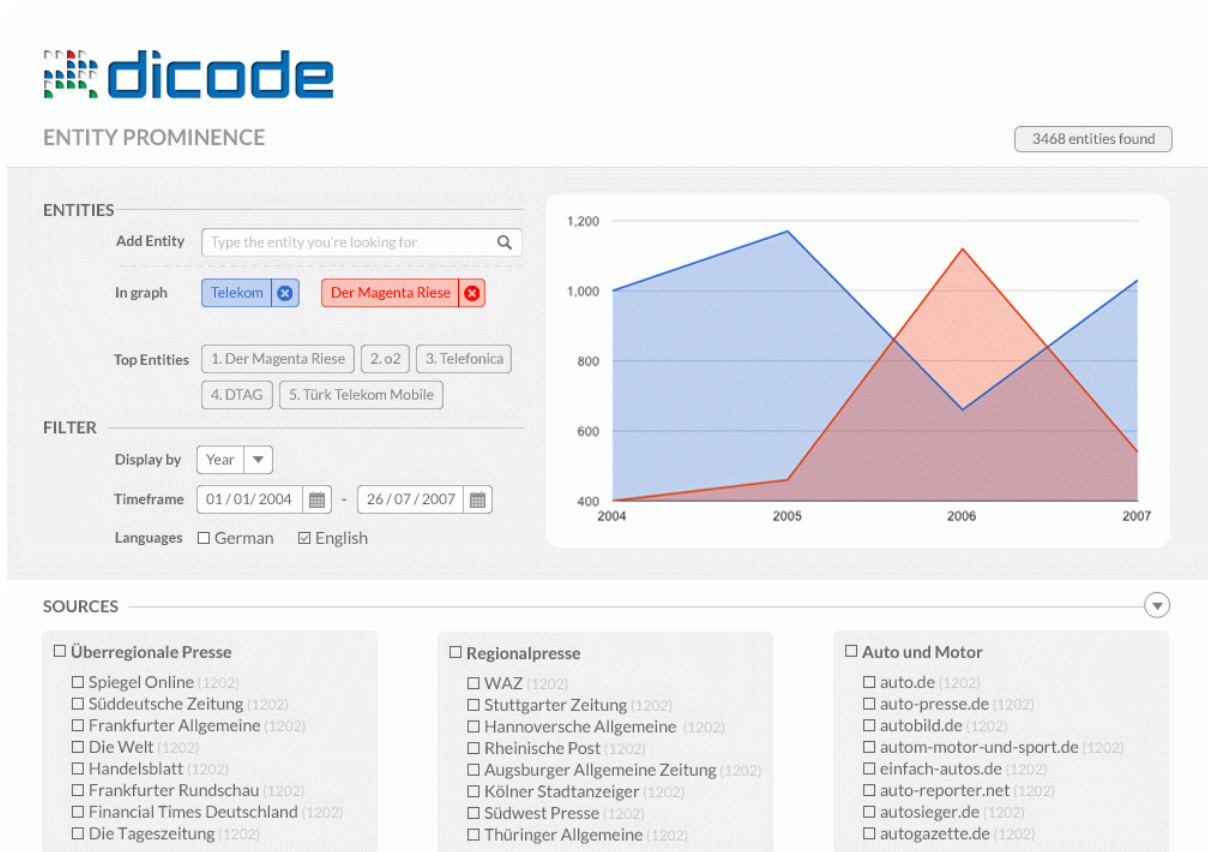 dicode
ENTITY PROMINENCE
3468 entities found
ENTITIES
Add Entity Type the entity you're looking for
In graph Telekom Der Magenta Riese
Top Entities 1. Der Magenta Riese 2. o2 3. Telefonica
4. DTAG 5. Türk Telekom Mobile
FILTER
Display by Year
Timeframe 01/01/2004 - 26/07/2007
Languages German English
1,200
1,000
800
600
400
2004 2005 2006 2007
SOURCES
Überregionale Presse
Spiegel Online (1202)
Süddeutsche Zeitung (1202)
Frankfurter Allgemeine (1202)
Die Welt (1202)
Handelsblatt (1202)
Frankfurter Rundschau (1202)
Financial Times Deutschland (1202)
Die Tageszeitung (1202)
Regionalpresse
WAZ (1202)
Stuttgarter Zeitung (1202)
Hannoversche Allgemeine (1202)
Rheinische Post (1202)
Augsburger Allgemeine Zeitung (1202)
Kölner Stadtanzeiger (1202)
Südwest Presse (1202)
Thüringer Allgemeine (1202)
Auto und Motor
auto.de (1202)
auto-presse.de (1202)
autobild.de (1202)
autom-motor-und-sport.de (1202)
einfach-autos.de (1202)
auto-reporter.net (1202)
autosieger.de (1202)
autogazette.de (1202)